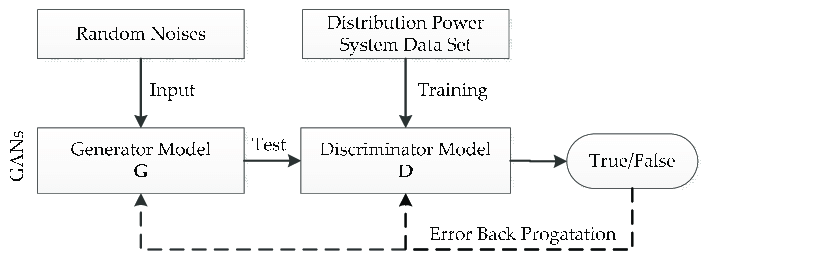 Random Noises
Distribution Power
System Data Set
Input
Training
GANs
Generator Model
G
Test
Discriminator Model
D
True/False
Error Back Progatation